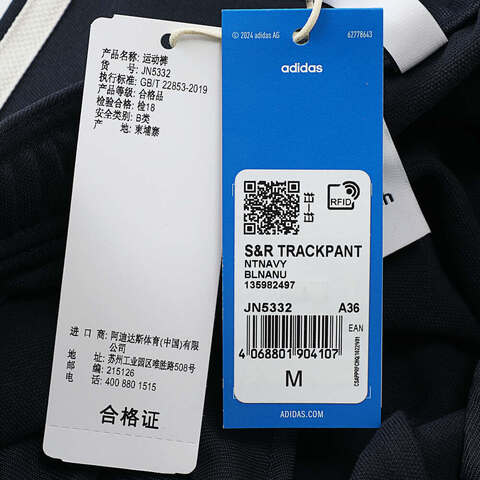 产品名称: 运动裤
货 号: JN5332
执行标准: GB/T 22853-2019
产品等级: 合格品
检验合格: 检18
安全类别: B类
产 地: 柬埔寨
进 口 商: 阿迪达斯体育(中国)有限
公司
地 址: 苏州工业园区唯胜路508号
邮 编: 215126
电 话: 400 880 1515
合格证
© 2024 adidas AG
62778643
adidas
RFID
S&R TRACKPANT
NTNAVY
BLNANU
135982497
JN5332 A36
EAN
4 068801 904107
M
ADIDAS.COM